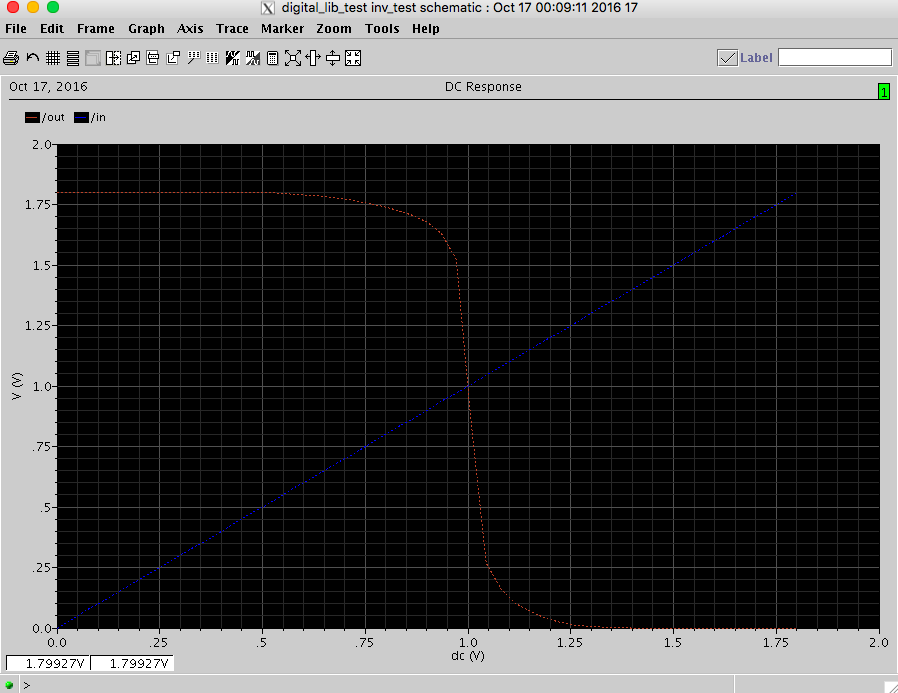 digital_lib_test inv_test schematic : Oct 17 00:09:11 2016 17
File Edit Frame Graph Axis Trace Marker Zoom Tools Help
Label
Oct 17, 2016 DC Response 1
/out /in
2.0
1.75
1.5
1.25
1.0
.75
.5
.25
0.0
V (V)
0.0 .25 .5 .75 1.0 1.25 1.5 1.75 2.0
dc (V)
1.79927V 1.79927V
>